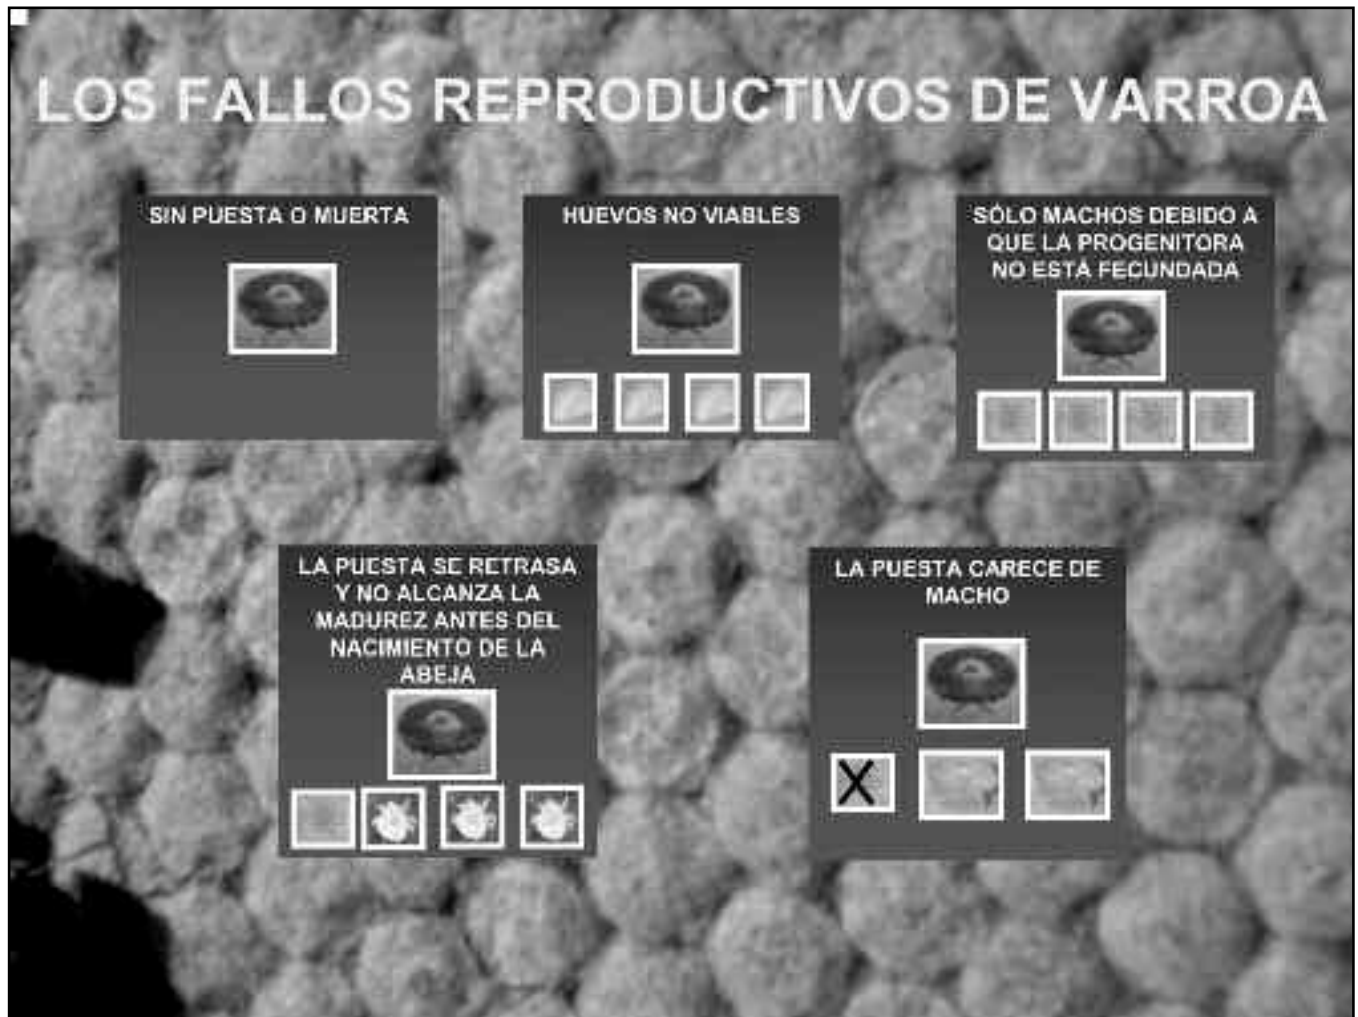 LOS FALLOS REPRODUCTIVOS DE VARROA
SIN PUESTA O MUERTA
HUEVOS NO VIABLES
SÓLO MACHOS DEBIDO A
QUE LA PROGENITORA
NO ESTÁ FECUNDADA
LA PUESTA SE RETRASA
Y NO ALCANZA LA
MADUREZ ANTES DEL
NACIMIENTO DE LA
ABEJA
LA PUESTA CARECE DE
MACHO
X